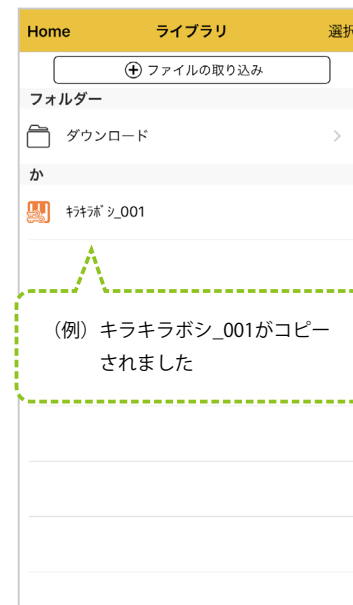 Home ライブラリ 選択
ファイルの取り込み
フォルダー
ダウンロード
か
ｷﾗｷﾗﾎﾞｼ_001
（例）キラキラボシ_001がコピー
されました